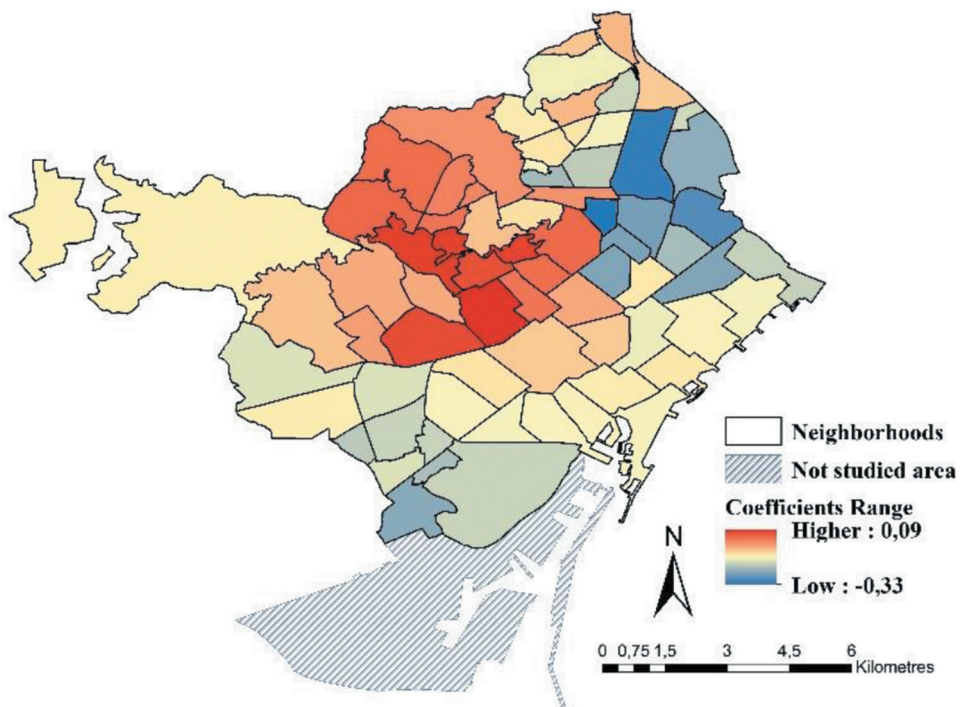 Neighborhoods
Not studied area
Coefficients Range
Higher : 0,09
Low : -0,33
N
0 0,75 1,5 3 4,5 6
Kilometres